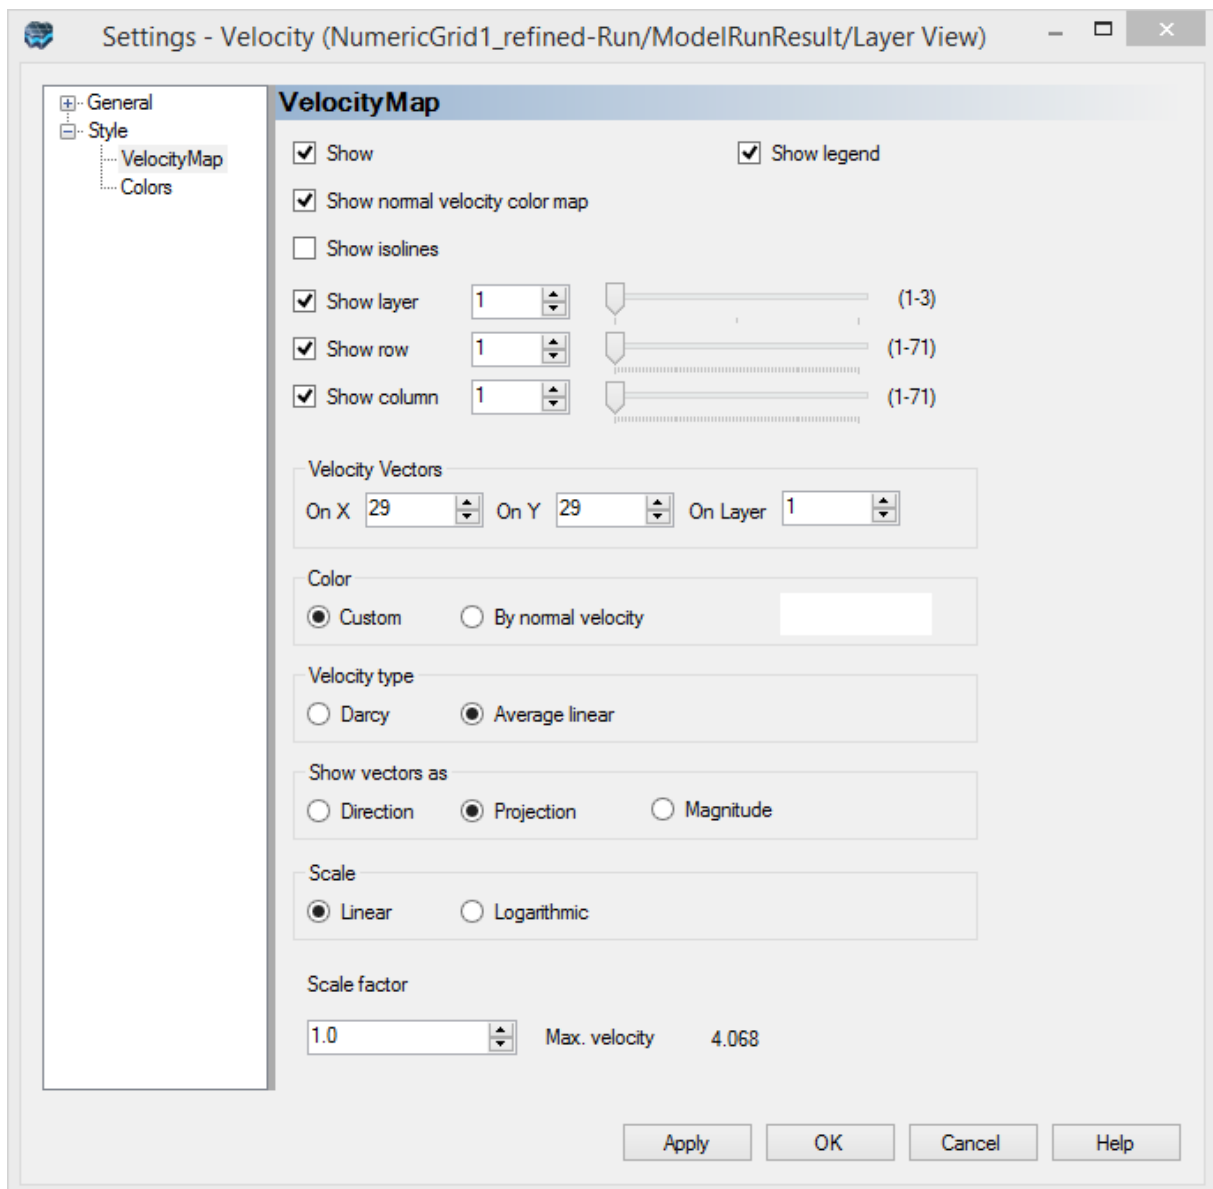 Settings - Velocity (NumericGrid1_refined-Run/ModelRunResult/Layer View)
General
Style
VelocityMap
Colors
VelocityMap
Show Show legend
Show normal velocity color map
Show isolines
Show layer 1 (1-3)
Show row 1 (1-71)
Show column 1 (1-71)
Velocity Vectors
On X 29 On Y 29 On Layer 1
Color
Custom By normal velocity
Velocity type
Darcy Average linear
Show vectors as
Direction Projection Magnitude
Scale
Linear Logarithmic
Scale factor
1.0 Max. velocity 4.068
Apply OK Cancel Help